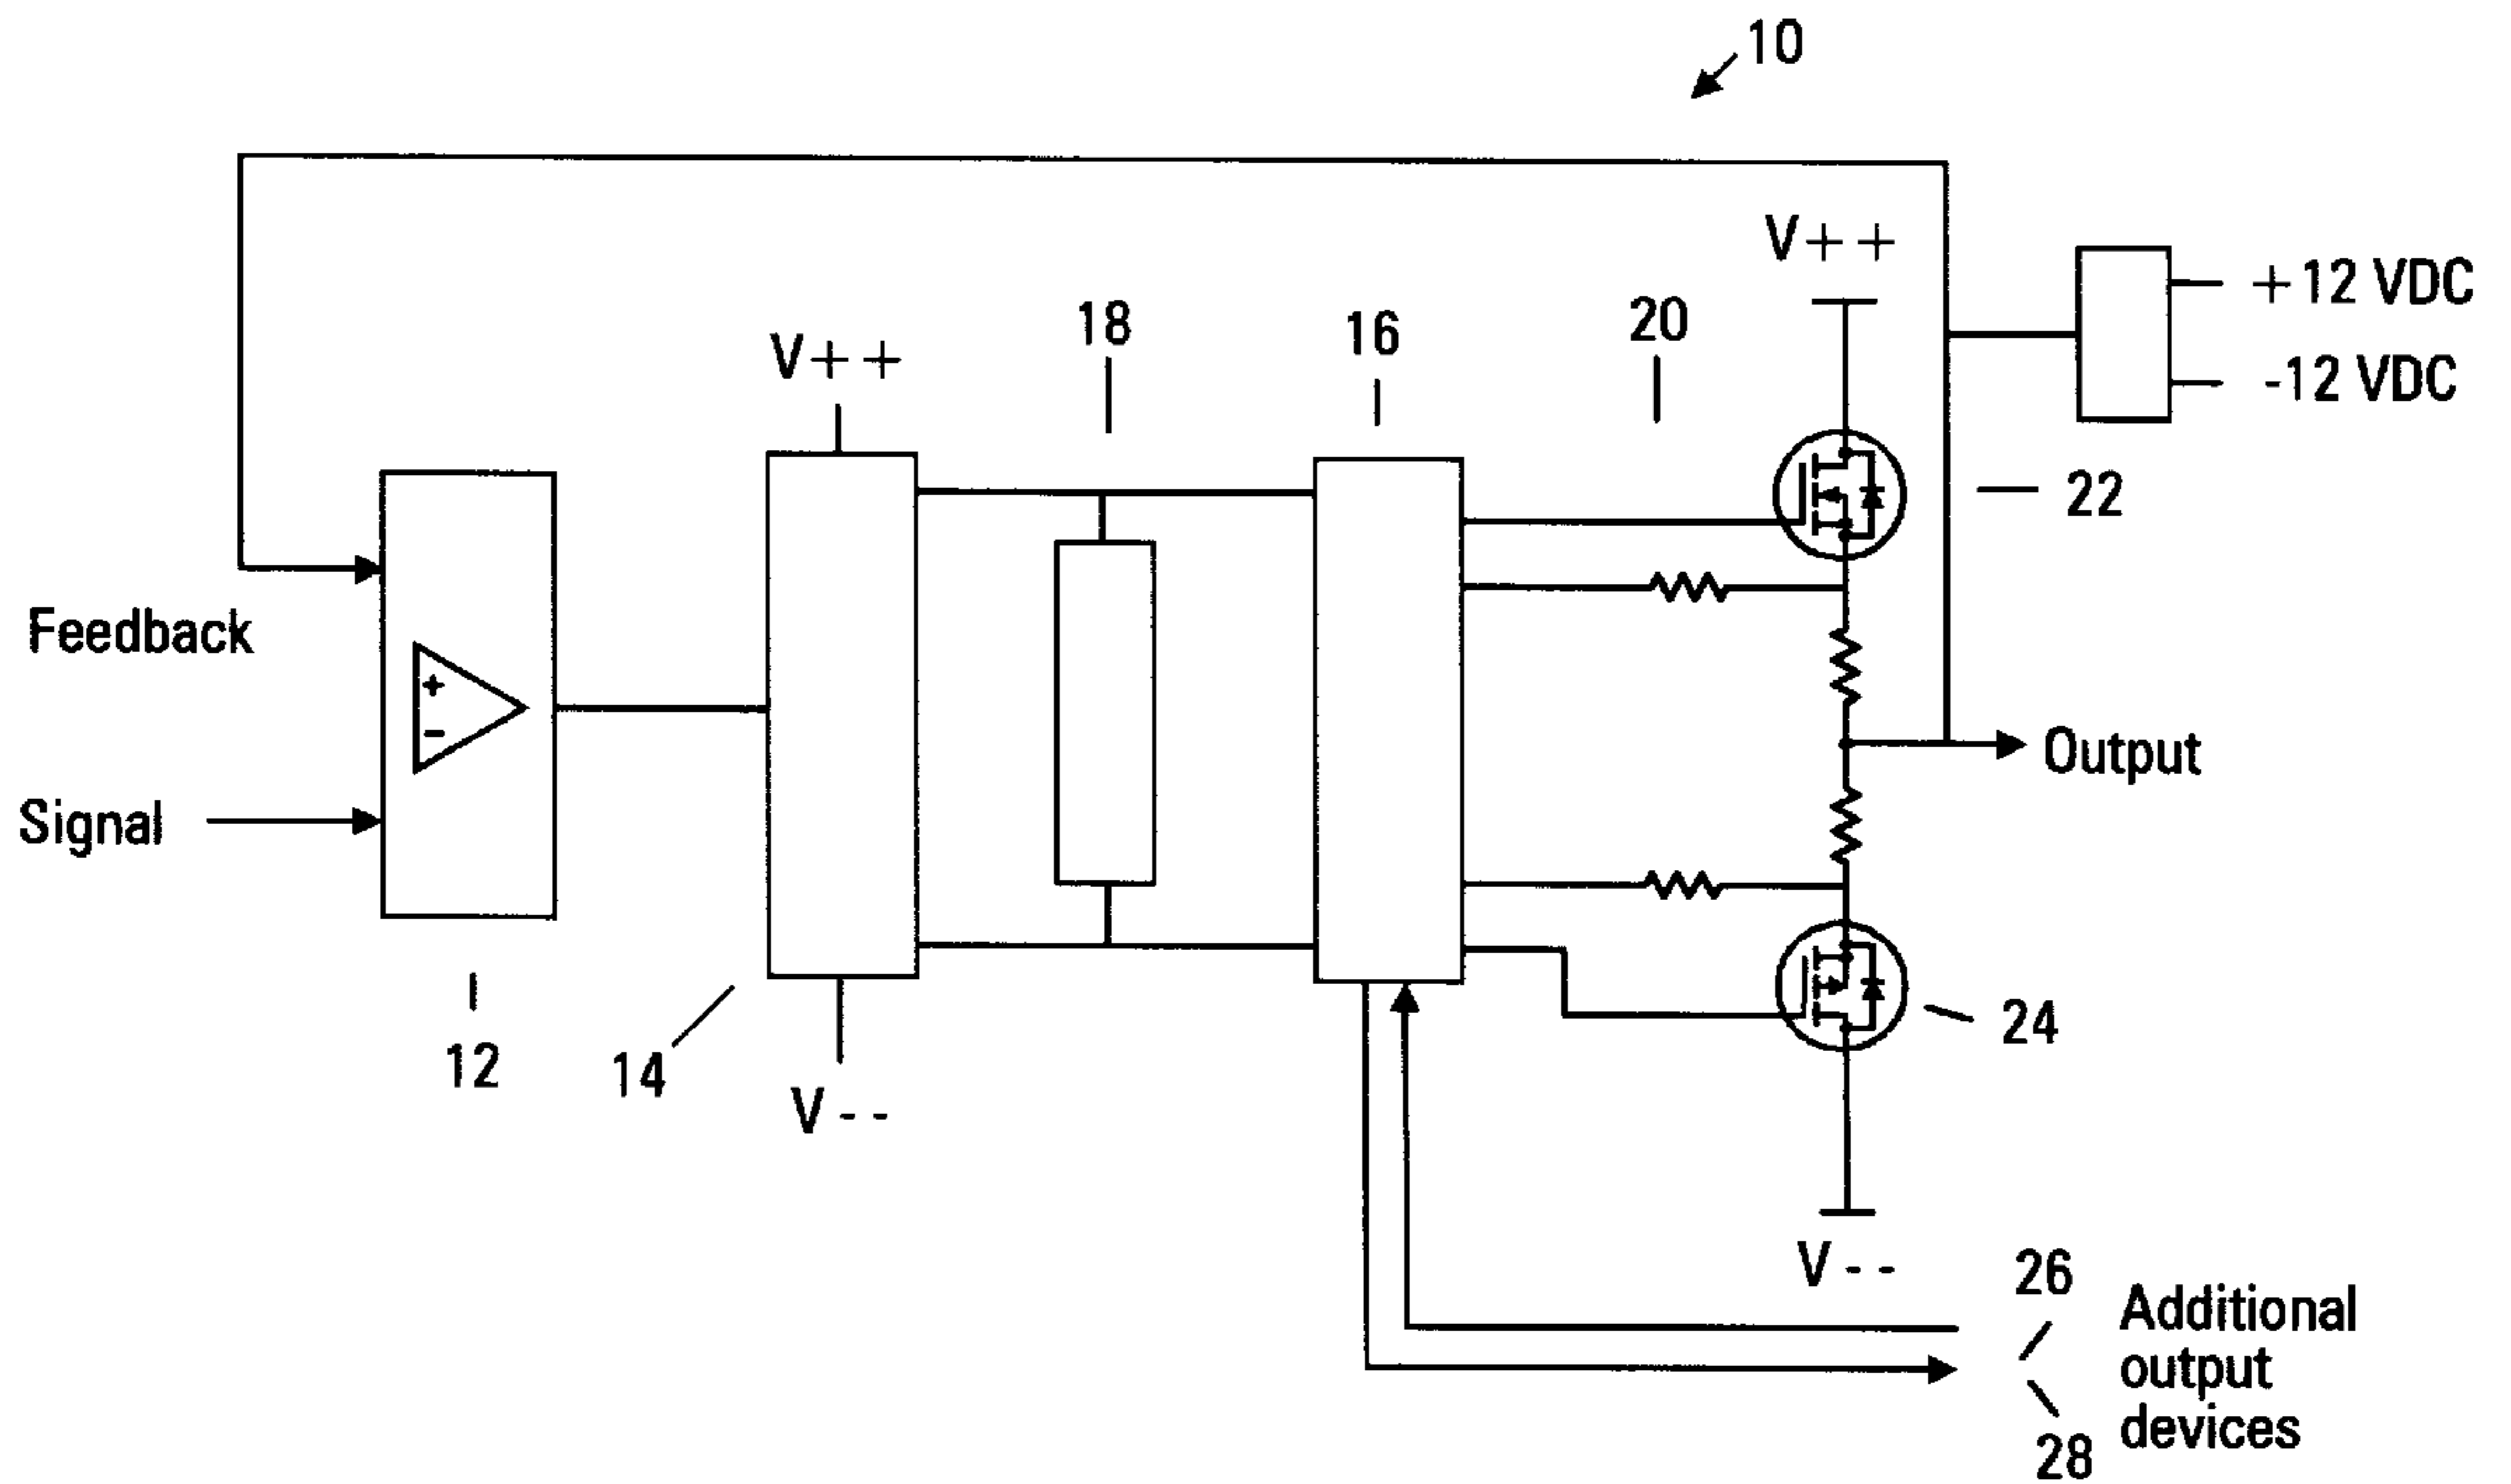 10
V++
+12 VDC
-12 VDC
18
16
20
V++
22
Feedback
+
-
Output
Signal
12
14
V--
24
V--
26
Additional
output
devices
28